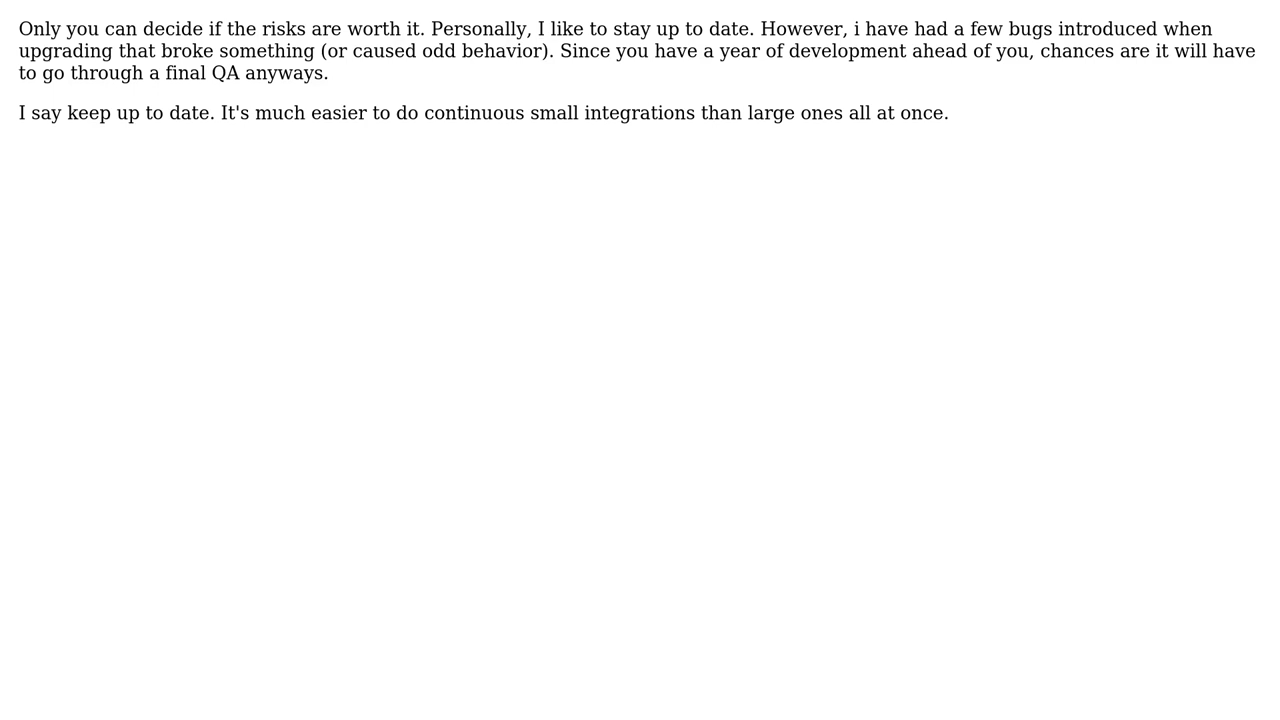 Only you can decide if the risks are worth it. Personally, I like to stay up to date. However, i have had a few bugs introduced when
upgrading that broke something (or caused odd behavior). Since you have a year of development ahead of you, chances are it will have
to go through a final QA anyways.
I say keep up to date. It's much easier to do continuous small integrations than large ones all at once.